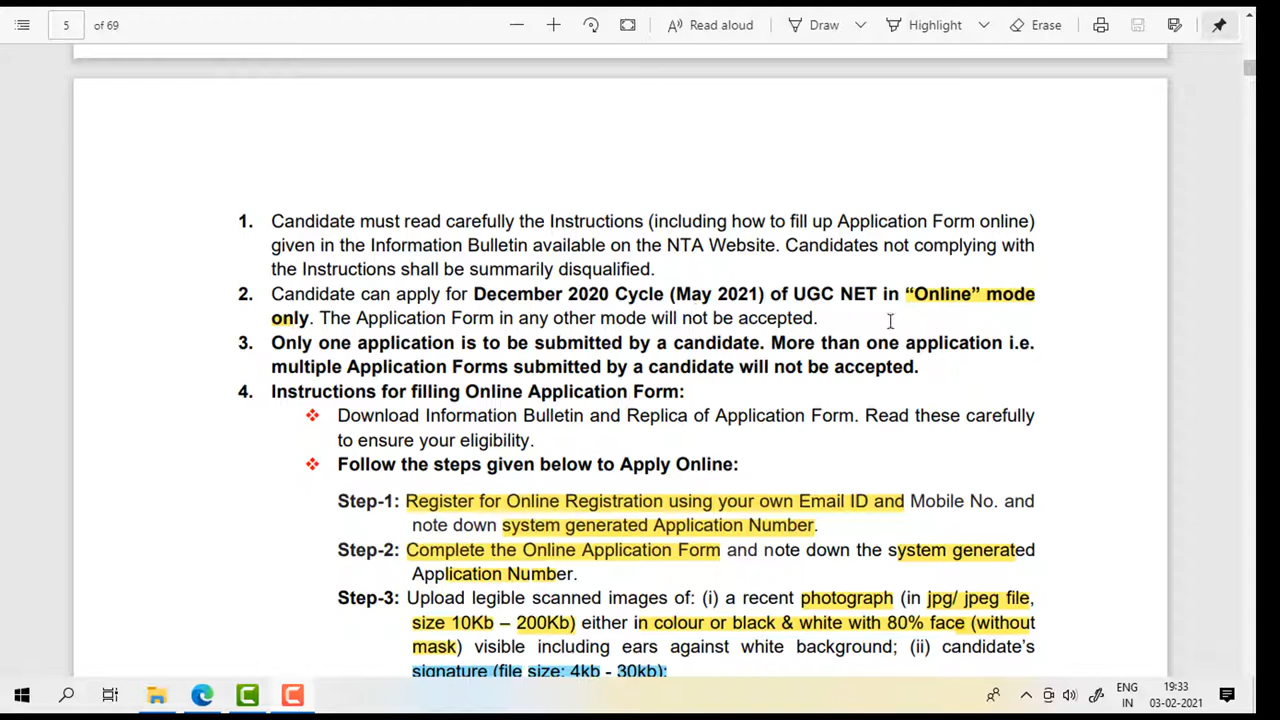 5 of 69 Read aloud Draw Highlight Erase
1. Candidate must read carefully the Instructions (including how to fill up Application Form online)
given in the Information Bulletin available on the NTA Website. Candidates not complying with
the Instructions shall be summarily disqualified.
2. Candidate can apply for December 2020 Cycle (May 2021) of UGC NET in “Online” mode
only. The Application Form in any other mode will not be accepted.
3. Only one application is to be submitted by a candidate. More than one application i.e.
multiple Application Forms submitted by a candidate will not be accepted.
4. Instructions for filling Online Application Form:
❖ Download Information Bulletin and Replica of Application Form. Read these carefully
to ensure your eligibility.
❖ Follow the steps given below to Apply Online:
Step-1: Register for Online Registration using your own Email ID and Mobile No. and
note down system generated Application Number.
Step-2: Complete the Online Application Form and note down the system generated
Application Number.
Step-3: Upload legible scanned images of: (i) a recent photograph (in jpg/ jpeg file,
size 10Kb – 200Kb) either in colour or black & white with 80% face (without
mask) visible including ears against white background; (ii) candidate’s
signature (file size: 4kb - 30kb);
ENG 19:33
IN 03-02-2021